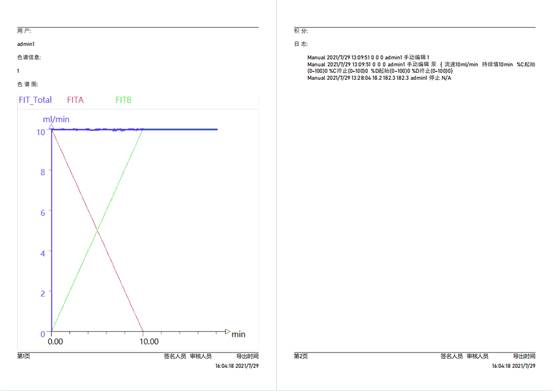 用户:
admin1
色谱信息:
1
色谱图:
FIT_Total FITA FITB
ml/min
10
8
6
4
2
0
0.00 10.00 min
第1页 签名人员 审核人员 导出时间
16:04:18 2021/7/29
积分:
日志:
Manual 2021/7/29 13:09:51 0 0 0 admin1 手动编辑 1
Manual 2021/7/29 13:09:51 0 0 0 admin1 手动编辑 泵 { 流速10ml/min 持续值10min %C起始
(0~100)0 %C停止(0~100)0 %D起始(0~100)0 %D停止(0~100)0}
Manual 2021/7/29 13:28:04 18.2 182.3 182.3 admin1 停止 N/A
第2页 签名人员 审核人员 导出时间
16:04:18 2021/7/29